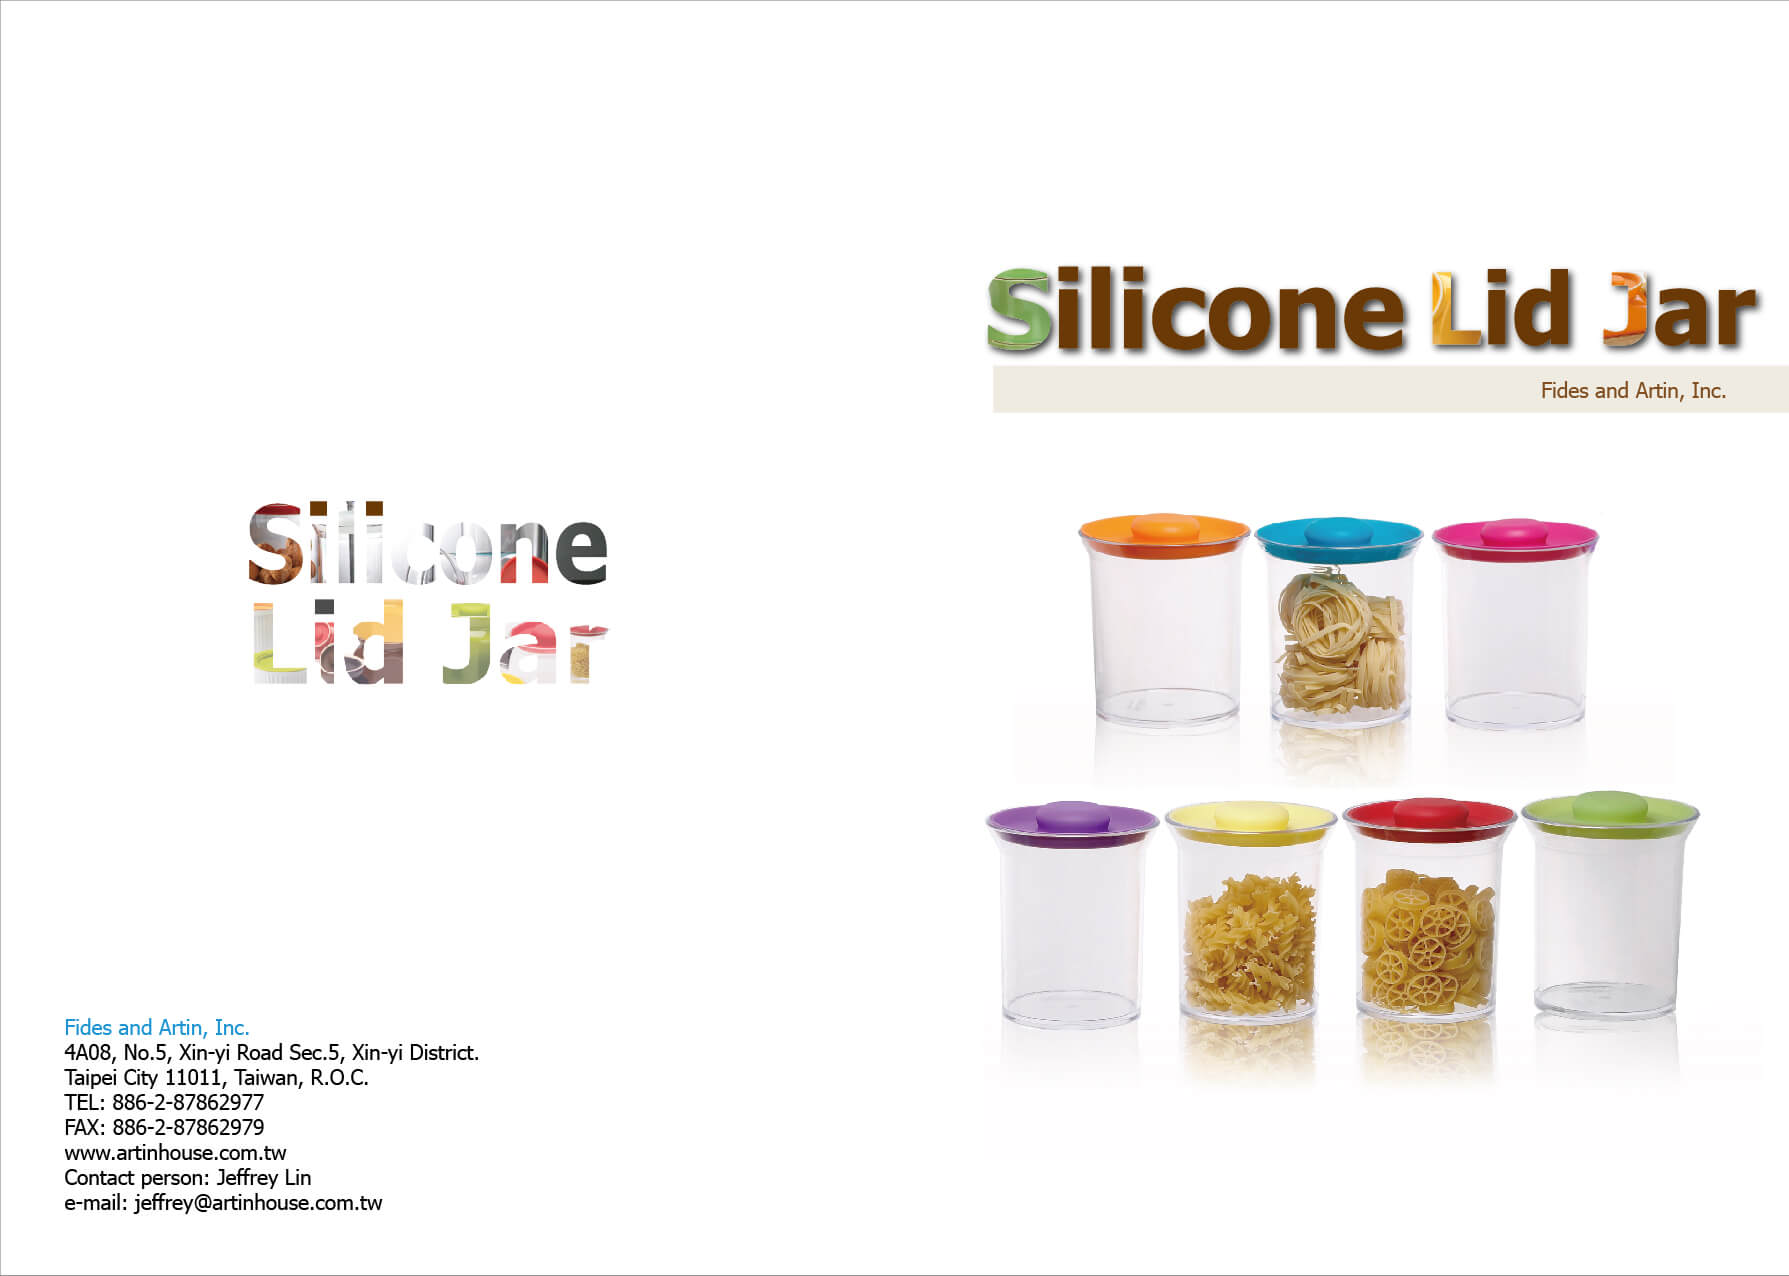 Silicone
Lid Jar
Fides and Artin, Inc.
4A08, No.5, Xin-yi Road Sec.5, Xin-yi District.
Taipei City 11011, Taiwan, R.O.C.
TEL: 886-2-87862977
FAX: 886-2-87862979
www.artinhouse.com.tw
Contact person: Jeffrey Lin
e-mail: jeffrey@artinhouse.com.tw
Silicone Lid Jar
Fides and Artin, Inc.